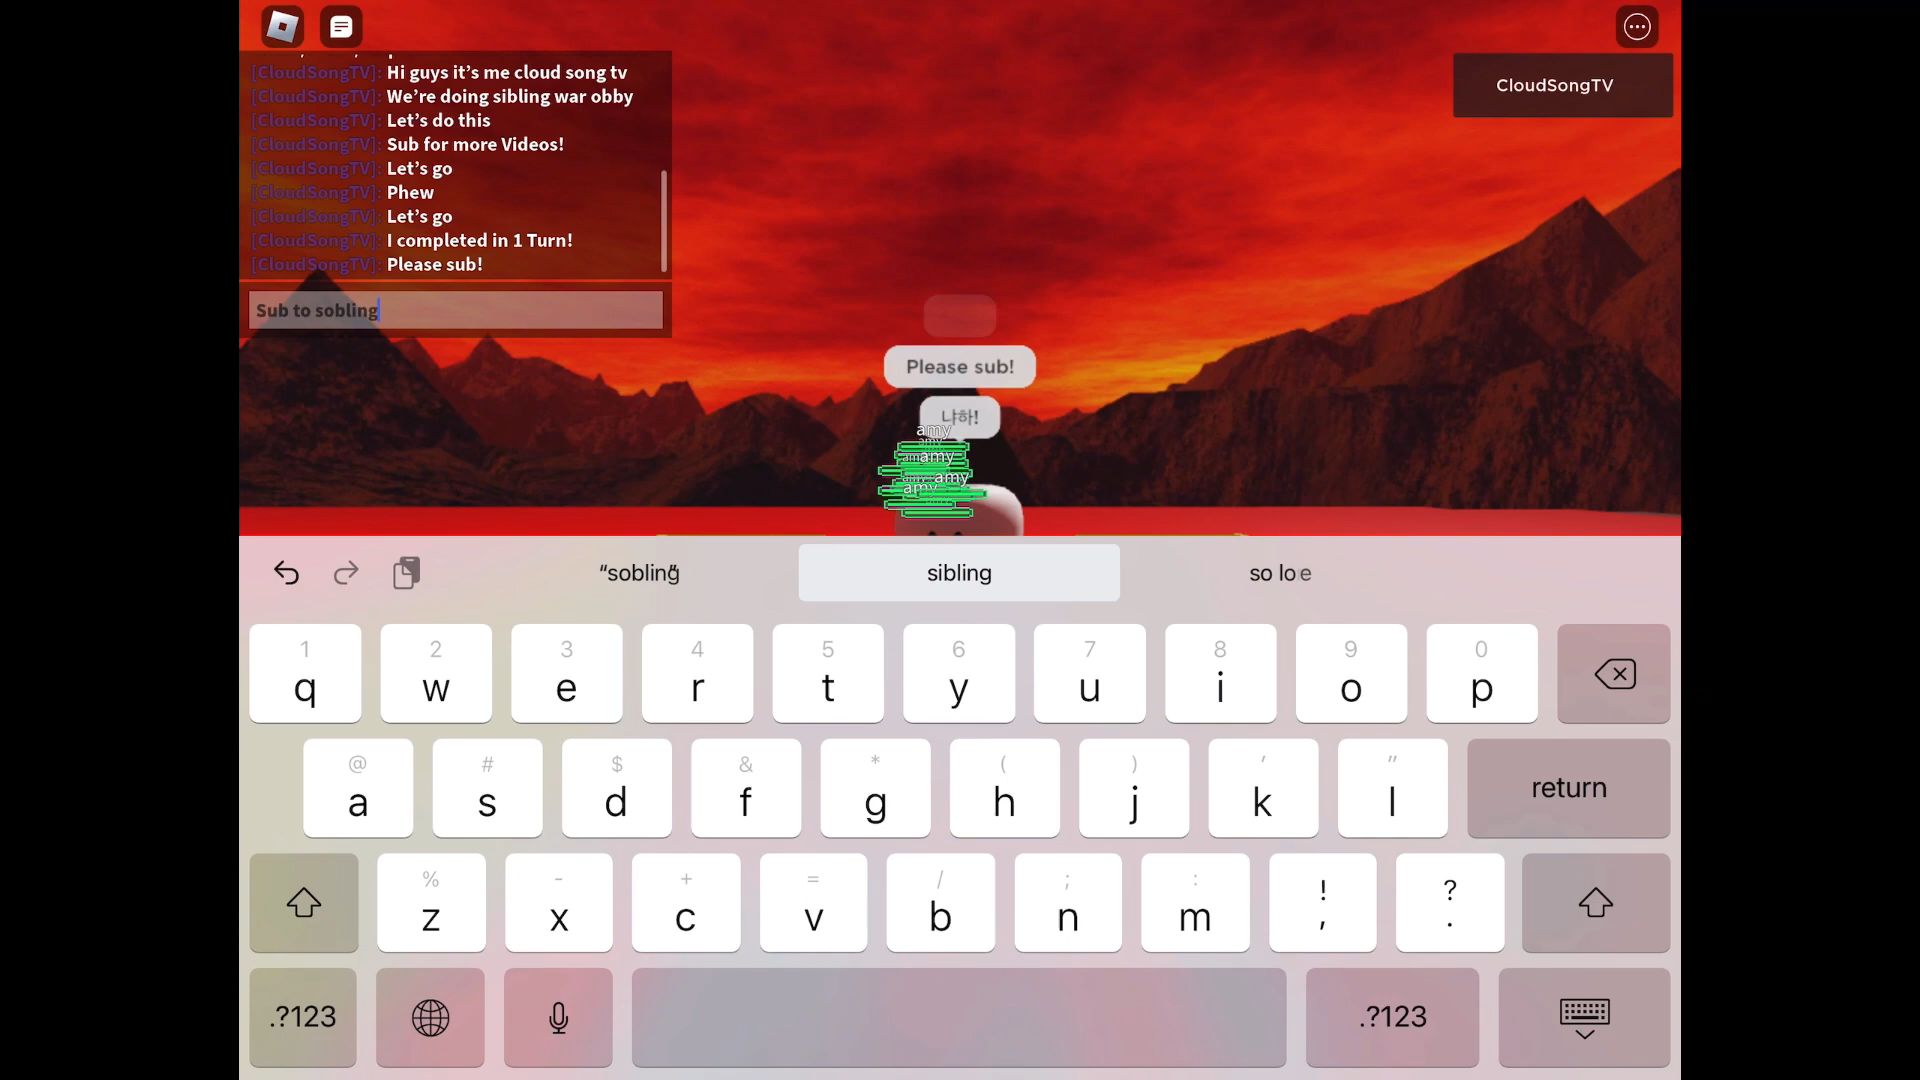 [CloudSongTV]: Hi guys it’s me cloud song tv
[CloudSongTV]: We’re doing sibling war obby
[CloudSongTV]: Let’s do this
[CloudSongTV]: Sub for more Videos!
[CloudSongTV]: Let’s go
[CloudSongTV]: Phew
[CloudSongTV]: Let’s go
[CloudSongTV]: I completed in 1 Turn!
[CloudSongTV]: Please sub!
Sub to sobling
CloudSongTV
Please sub!
냐하!
amy
amy
amy
amy
“sobling”
sibling
so lo
1 2 3 4 5 6 7 8 9 0
q w e r t y u i o p
@ # $ & * ( ) ' "
a s d f g h j k l return
% - + = / ; : ! ?
z x c v b n m , .
.?123 .?123